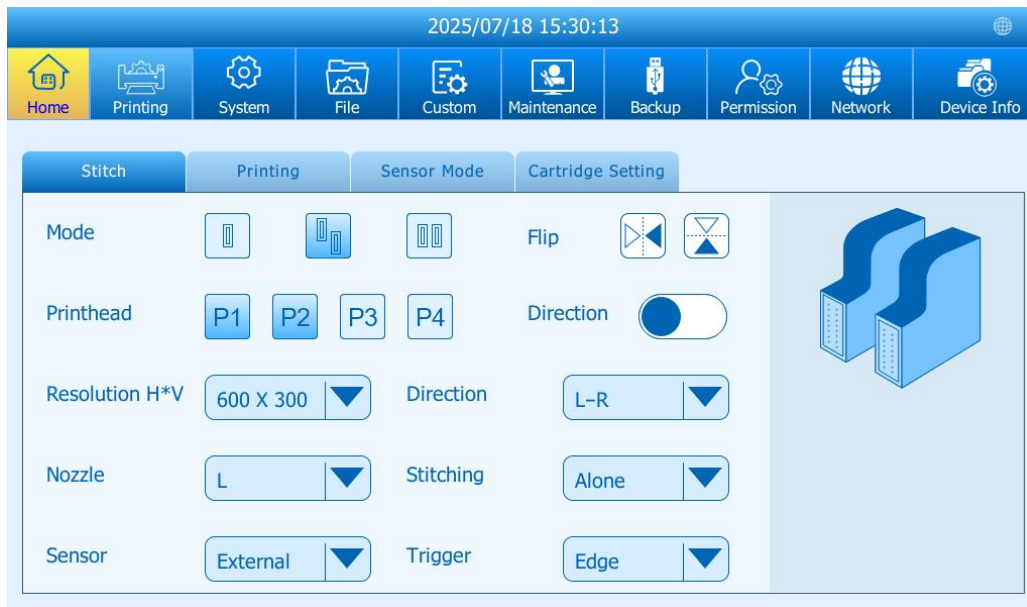 2025/07/18 15:30:13
Home Printing System File Custom Maintenance Backup Permission Network Device Info
Stitch Printing Sensor Mode Cartridge Setting
Mode Flip
Printhead P1 P2 P3 P4 Direction
Resolution H*V 600 X 300 Direction L-R
Nozzle L Stitching Alone
Sensor External Trigger Edge